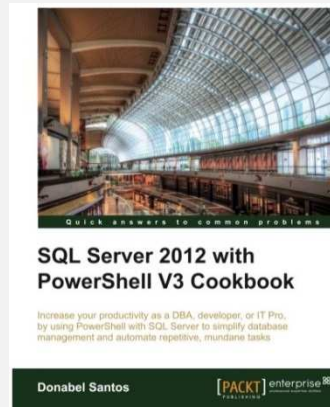 Quick answers to common problems
SQL Server 2012 with
PowerShell V3 Cookbook
Increase your productivity as a DBA, developer, or IT Pro,
by using PowerShell with SQL Server to simplify database
management and automate repetitive, mundane tasks
Donabel Santos
[PACKT] enterprise
PUBLISHING